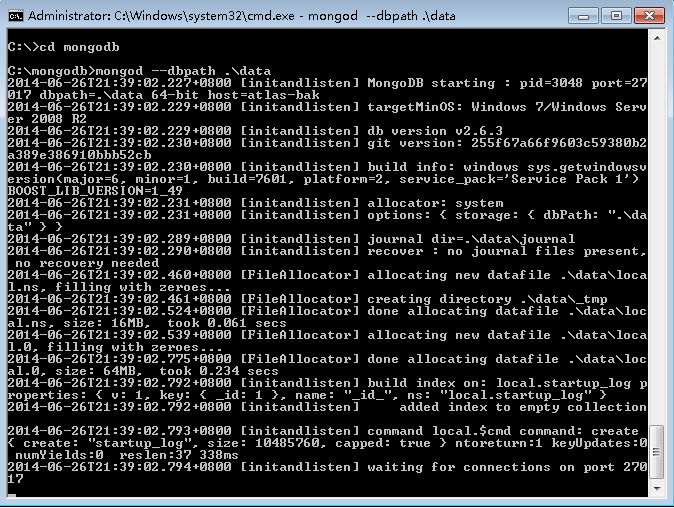 Administrator: C:\Windows\system32\cmd.exe - mongod  --dbpath .\data
C:\>cd mongodb
C:\mongodb>mongod --dbpath .\data
2014-06-26T21:39:02.227+0800 [initandlisten] MongoDB starting : pid=3048 port=27
017 dbpath=.\data 64-bit host=atlas-bak
2014-06-26T21:39:02.229+0800 [initandlisten] targetMinOS: Windows 7/Windows Serv
er 2008 R2
2014-06-26T21:39:02.229+0800 [initandlisten] db version v2.6.3
2014-06-26T21:39:02.230+0800 [initandlisten] git version: 255f67a66f9603c59380b2
a389e386910bbb52cb
2014-06-26T21:39:02.230+0800 [initandlisten] build info: windows sys.getwindowsv
ersion(major=6, minor=1, build=7601, platform=2, service_pack='Service Pack 1')
BOOST_LIB_VERSION=1_49
2014-06-26T21:39:02.231+0800 [initandlisten] allocator: system
2014-06-26T21:39:02.231+0800 [initandlisten] options: { storage: { dbPath: ".\da
ta" } }
2014-06-26T21:39:02.289+0800 [initandlisten] journal dir=.\data\journal
2014-06-26T21:39:02.290+0800 [initandlisten] recover : no journal files present,
 no recovery needed
2014-06-26T21:39:02.460+0800 [FileAllocator] allocating new datafile .\data\loca
l.ns, filling with zeroes...
2014-06-26T21:39:02.461+0800 [FileAllocator] creating directory .\data\_tmp
2014-06-26T21:39:02.524+0800 [FileAllocator] done allocating datafile .\data\loc
al.ns, size: 16MB,  took 0.061 secs
2014-06-26T21:39:02.539+0800 [FileAllocator] allocating new datafile .\data\loca
l.0, filling with zeroes...
2014-06-26T21:39:02.775+0800 [FileAllocator] done allocating datafile .\data\loc
al.0, size: 64MB,  took 0.234 secs
2014-06-26T21:39:02.792+0800 [initandlisten] build index on: local.startup_log p
roperties: { v: 1, key: { _id: 1 }, name: "_id_", ns: "local.startup_log" }
2014-06-26T21:39:02.792+0800 [initandlisten]     added index to empty collection
2014-06-26T21:39:02.793+0800 [initandlisten] command local.$cmd command: create
{ create: "startup_log", size: 10485760, capped: true } ntoreturn:1 keyUpdates:0
 numYields:0  reslen:37 338ms
2014-06-26T21:39:02.794+0800 [initandlisten] waiting for connections on port 270
17